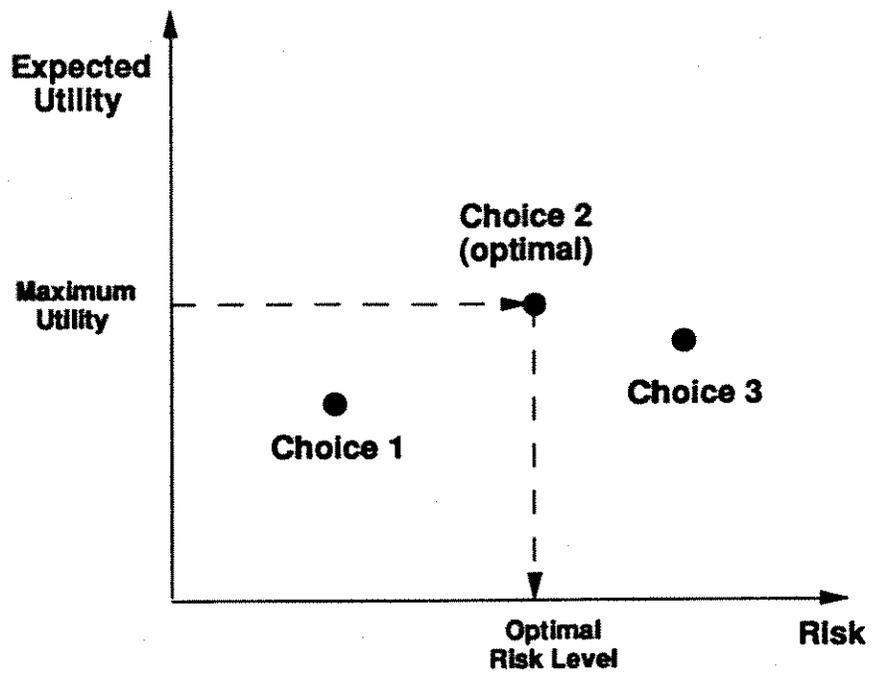 Expected
Utility
Choice 2
(optimal)
Maximum
Utility
Choice 3
Choice 1
Optimal
Risk Level
Risk